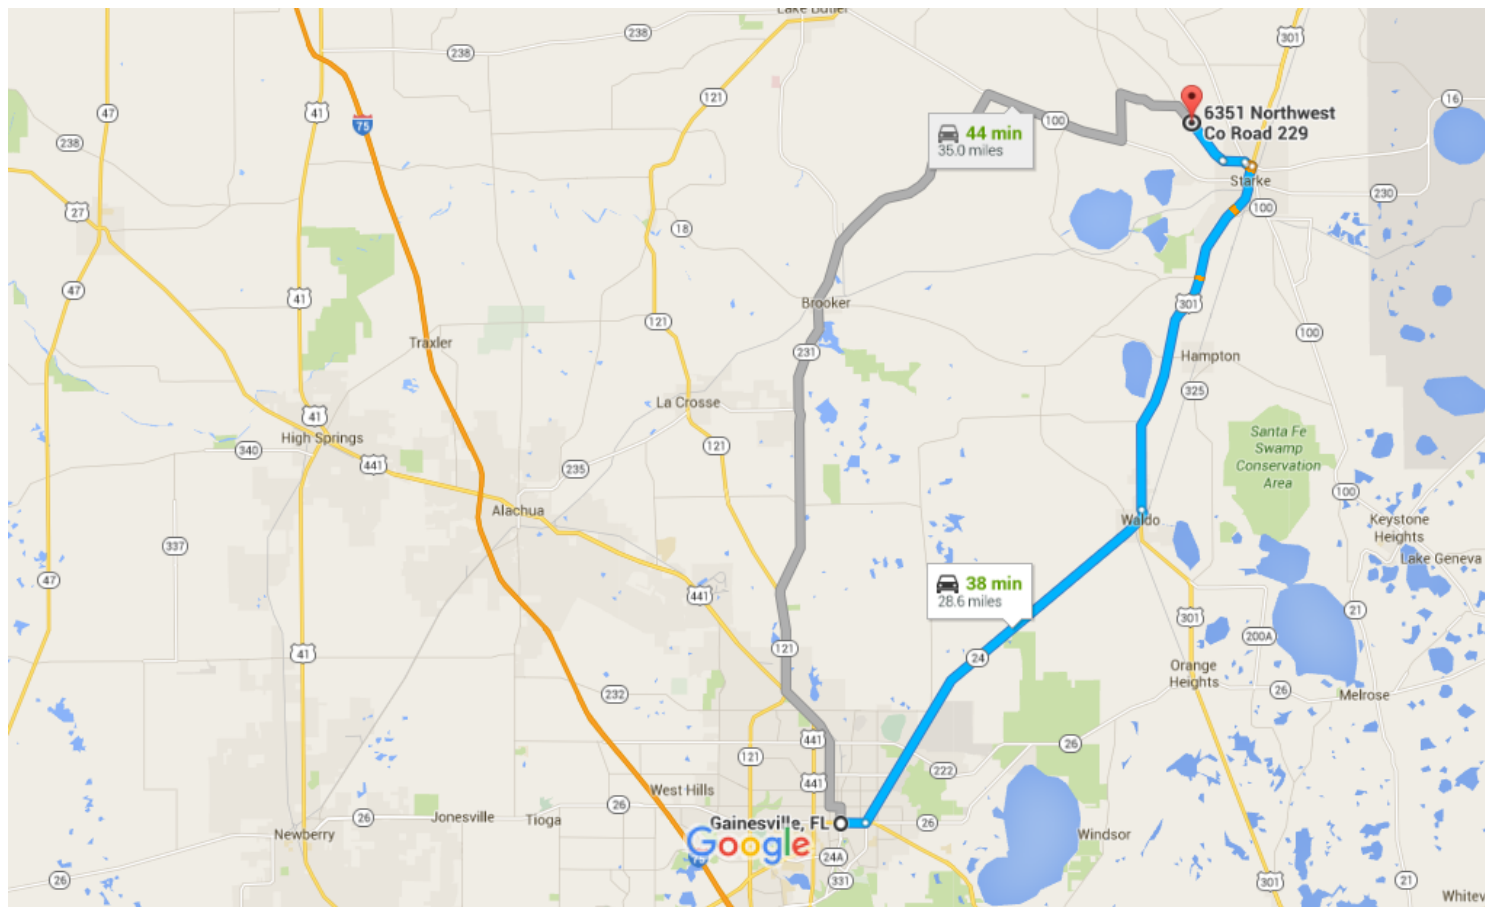 Lake Butler
238
301
238
41
47
121
16
75
6351 Northwest
Co Road 229
44 min
35.0 miles
100
238
Starke
230
27
100
18
47
41
301
Brooker
121
100
Traxler
231
Hampton
325
La Crosse
41
High Springs
121
Santa Fe
Swamp
Conservation
Area
340
441
235
100
Alachua
Waldo
Keystone
Heights
337
Lake Geneva
47
38 min
28.6 miles
441
21
301
200A
121
41
24
Orange
Heights
232
26
Melrose
441
26
121
222
441
West Hills
26
26
Jonesville
Tioga
Gainesville, FL
26
Newberry
Windsor
Google
24A
26
331
301
21
Whitev